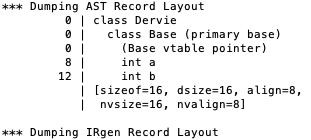 *** Dumping AST Record Layout
         0 | class Dervie
         0 |   class Base (primary base)
         0 |     (Base vtable pointer)
         8 |     int a
        12 |     int b
           | [sizeof=16, dsize=16, align=8,
           |  nvsize=16, nvalign=8]

*** Dumping IRgen Record Layout